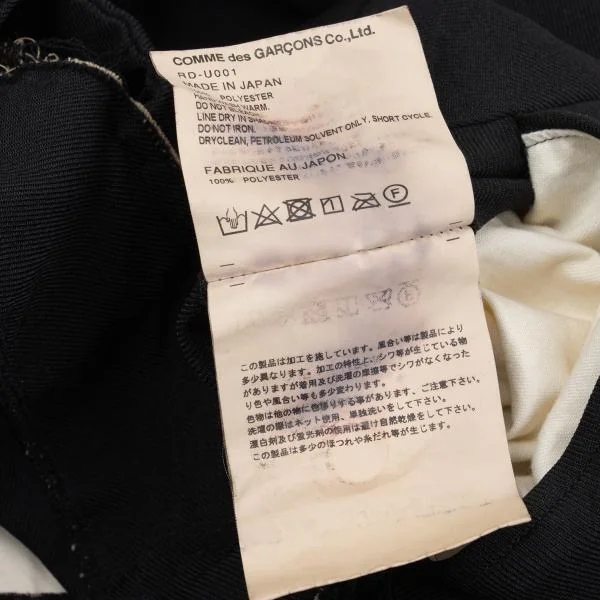 COMME des GARÇONS Co.,Ltd.
RD-U001
MADE IN JAPAN
100% POLYESTER
WARM.
DO NOT BLEACH.
LINE DRY IN SHADE.
DO NOT IRON.
DRYCLEAN, PETROLEUM SOLVENT ONLY, SHORT CYCLE.
FABRIQUE AU JAPON
100% POLYESTER
F
この製品は加工を施しています。風合い等は製品により
多少異なります。加工の特性上、シワ等が生じている物
がありますが着用及び洗濯の摩擦等でシワがなくなった
り色や風合い等も多少変わります。
色物は他の物に色移りする事があります、ご注意下さい。
洗濯の際はネット使用、単独洗いをして下さい。
漂白剤及び蛍光剤の使用は避け自然乾燥をして下さい。
この製品は多少のほつれや糸だれ等が生じます。